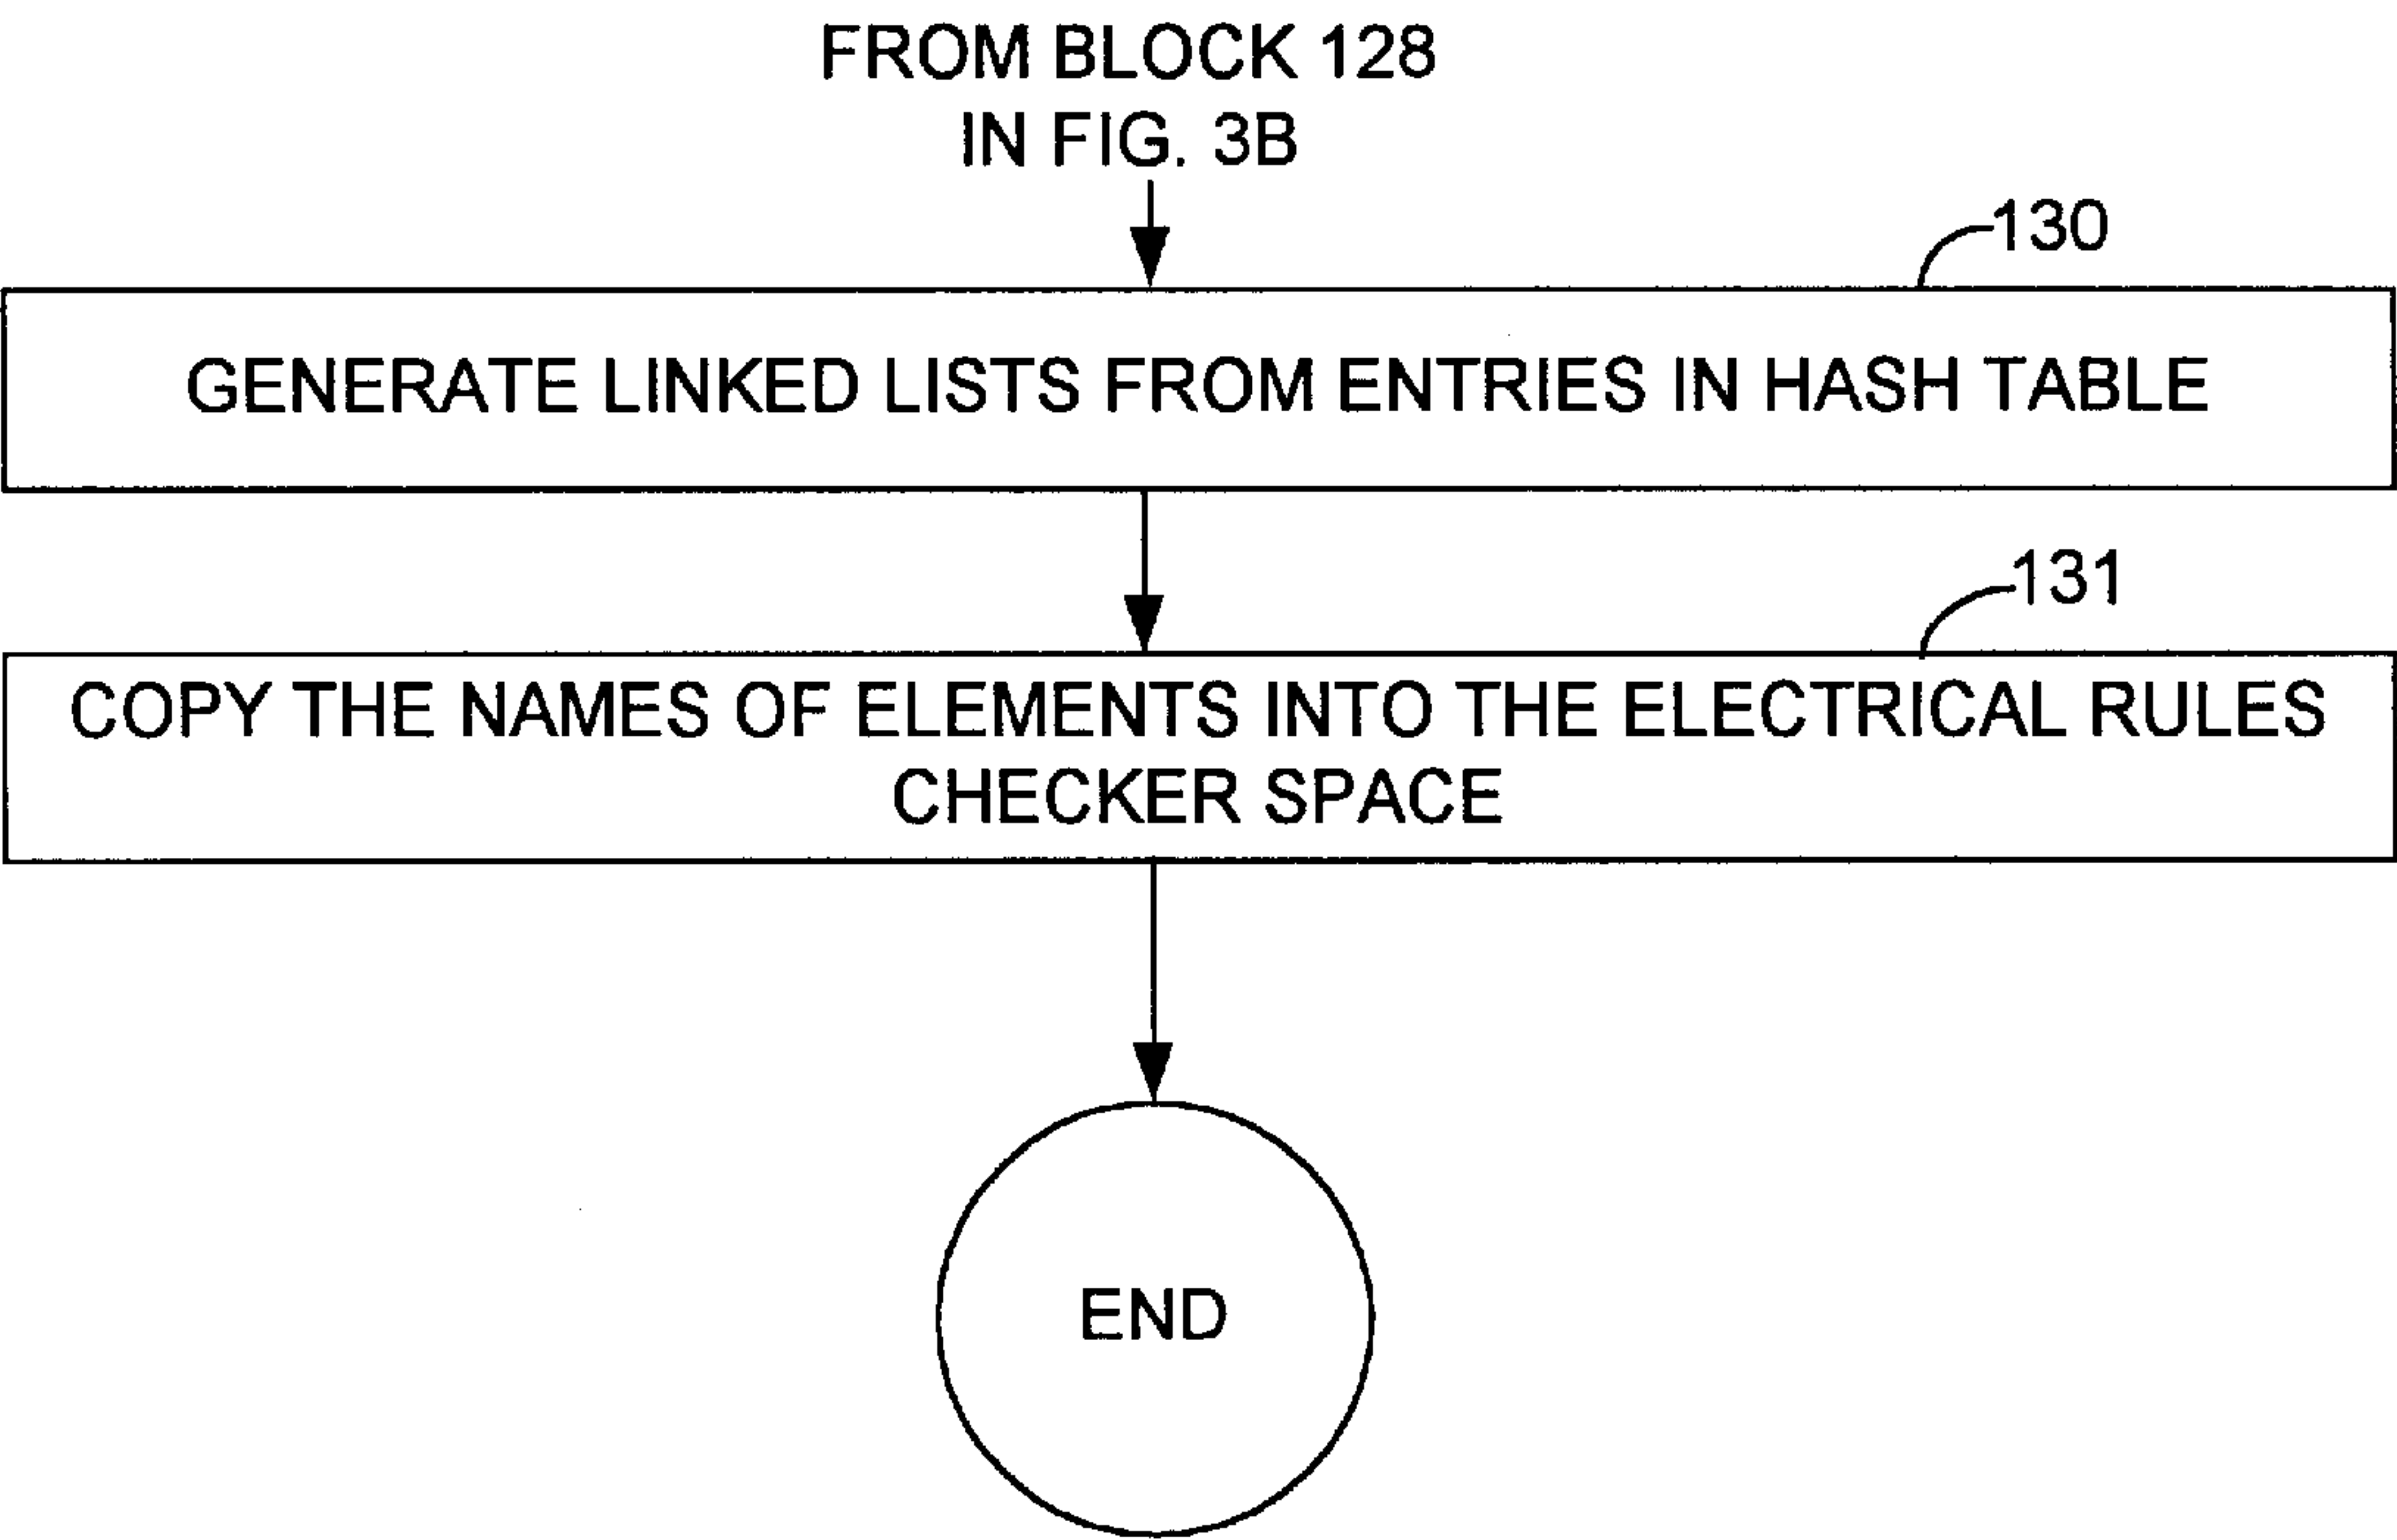 FROM BLOCK 128
IN FIG. 3B
130
GENERATE LINKED LISTS FROM ENTRIES IN HASH TABLE
131
COPY THE NAMES OF ELEMENTS INTO THE ELECTRICAL RULES
CHECKER SPACE
END